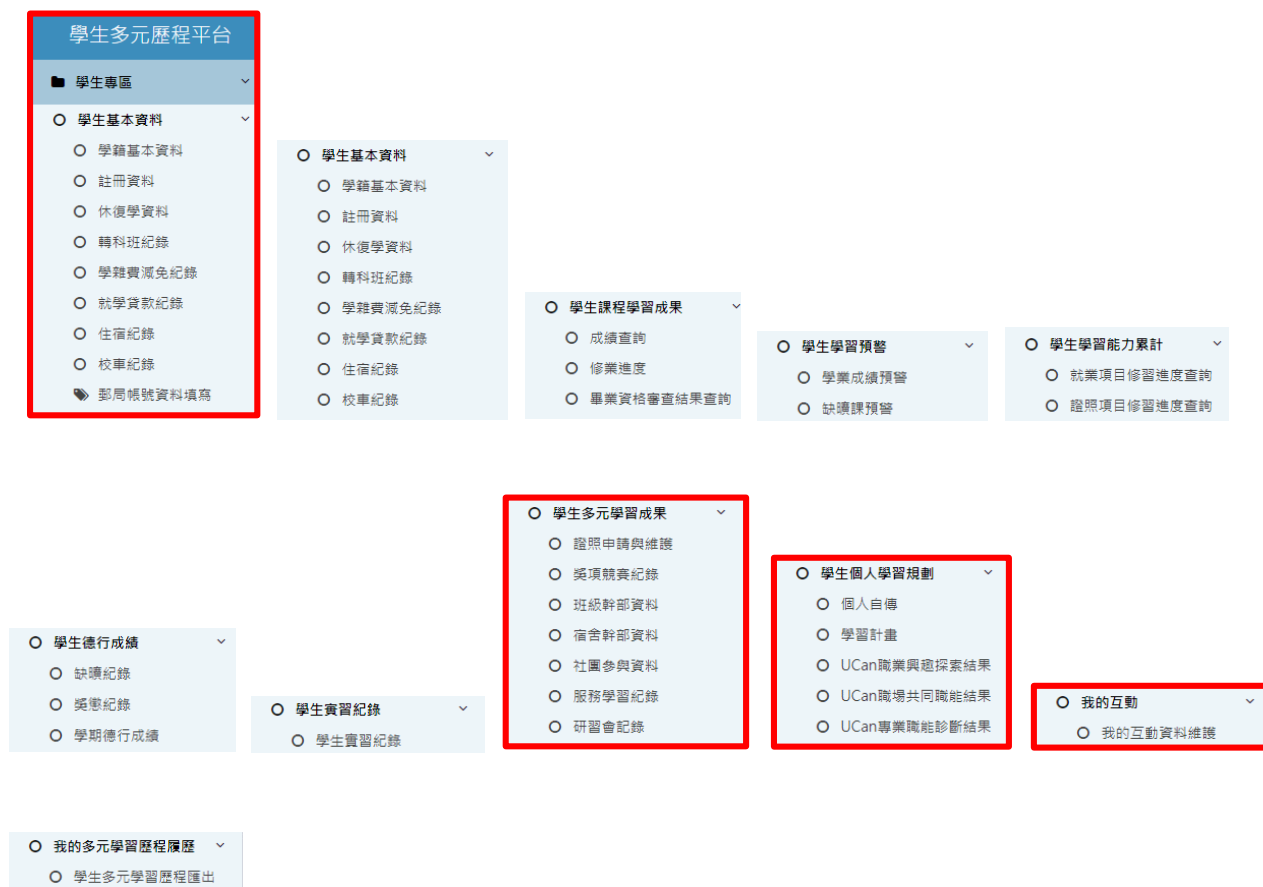 學生多元歷程平台
學生專區
學生基本資料
學籍基本資料
註冊資料
休復學資料
轉科班紀錄
學雜費減免紀錄
就學貸款紀錄
住宿紀錄
校車紀錄
郵局帳號資料填寫
學生基本資料
學籍基本資料
註冊資料
休復學資料
轉科班紀錄
學雜費減免紀錄
就學貸款紀錄
住宿紀錄
校車紀錄
學生課程學習成果
成績查詢
修業進度
畢業資格審查結果查詢
學生學習預警
學業成績預警
缺曠課預警
學生學習能力累計
就業項目修習進度查詢
證照項目修習進度查詢
學生德行成績
缺曠紀錄
獎懲紀錄
學期德行成績
學生實習紀錄
學生實習紀錄
學生多元學習成果
證照申請與維護
獎項競賽紀錄
班級幹部資料
宿舍幹部資料
社團參與資料
服務學習紀錄
研習會記錄
學生個人學習規劃
個人自傳
學習計畫
UCan職業興趣探索結果
UCan職場共同職能結果
UCan專業職能診斷結果
我的互動
我的互動資料維護
我的多元學習歷程履歷
學生多元學習歷程匯出